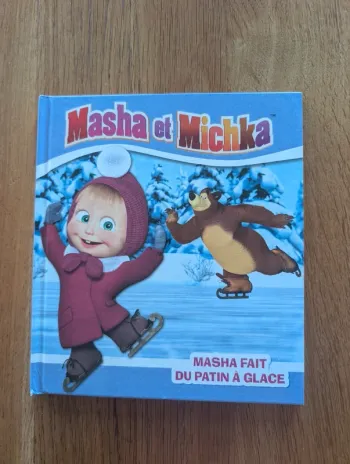 Masha et Michka
MASHA FAIT
DU PATIN À GLACE